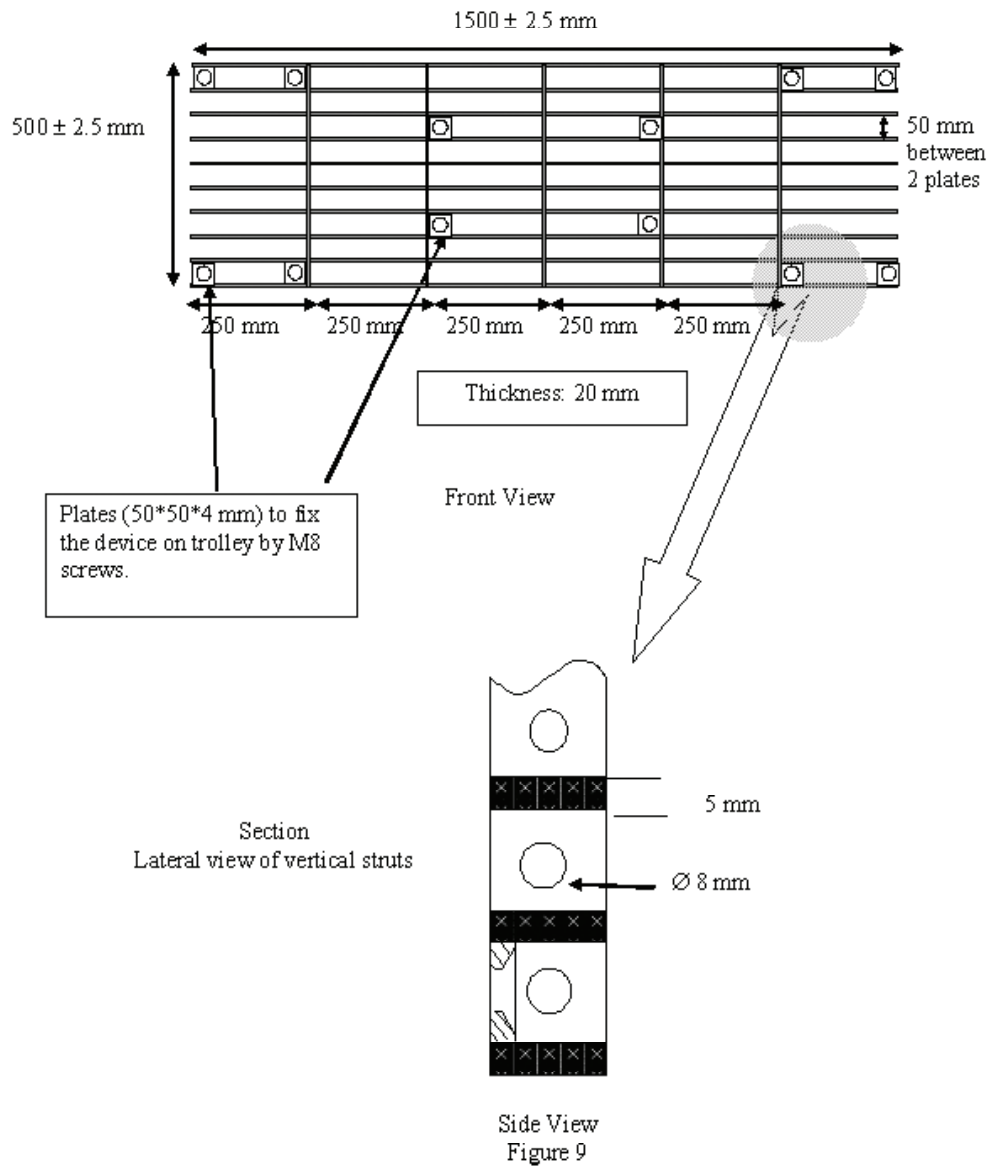 1500 ± 2.5 mm
500 ± 2.5 mm
50 mm
between
2 plates
250 mm
250 mm
250 mm
250 mm
250 mm
Thickness: 20 mm
Front View
Plates (50*50*4 mm) to fix
the device on trolley by M8
screws.
5 mm
Section
Lateral view of vertical struts
Ø 8 mm
Side View
Figure 9